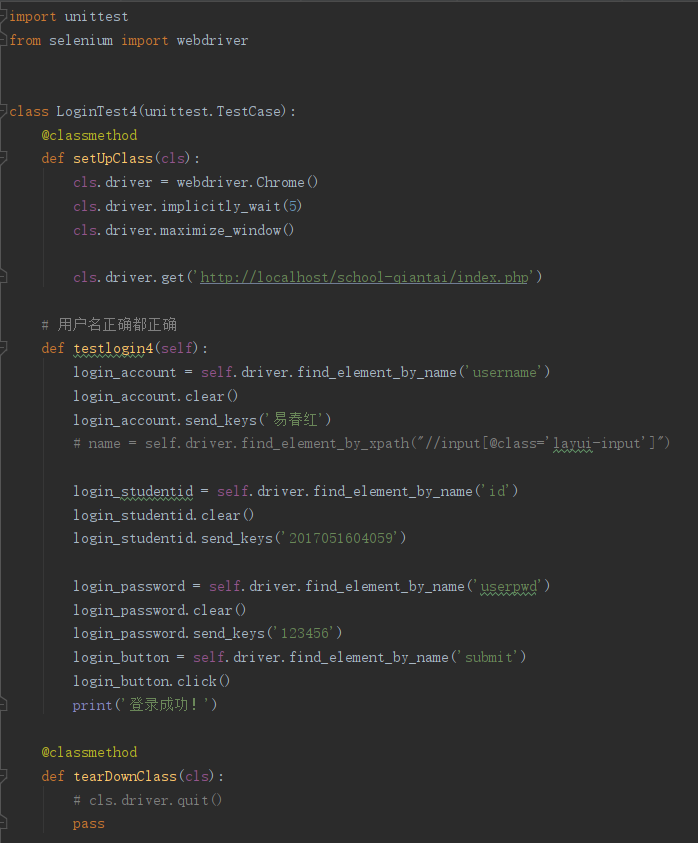 import unittest
from selenium import webdriver
class LoginTest4(unittest.TestCase):
@classmethod
def setUpClass(cls):
cls.driver = webdriver.Chrome()
cls.driver.implicitly_wait(5)
cls.driver.maximize_window()
cls.driver.get('http://localhost/school-qiantai/index.php')
# 用户名正确都正确
def testlogin4(self):
login_account = self.driver.find_element_by_name('username')
login_account.clear()
login_account.send_keys('易春红')
# name = self.driver.find_element_by_xpath("//input[@class='layui-input']")
login_studentid = self.driver.find_element_by_name('id')
login_studentid.clear()
login_studentid.send_keys('2017051604059')
login_password = self.driver.find_element_by_name('userpwd')
login_password.clear()
login_password.send_keys('123456')
login_button = self.driver.find_element_by_name('submit')
login_button.click()
print('登录成功！')
@classmethod
def tearDownClass(cls):
# cls.driver.quit()
pass